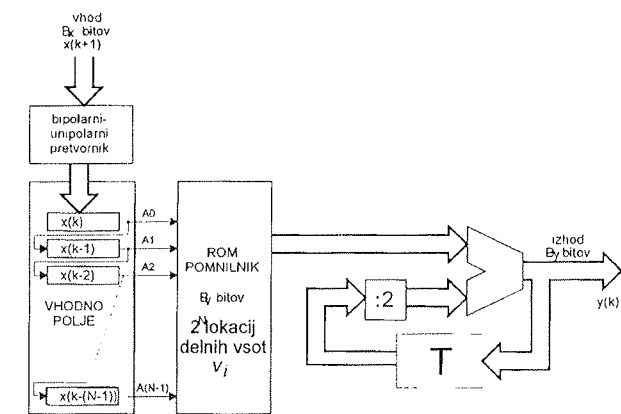 vhod
Bx bitov
x(k+1)
bipolarni-
unipolarni
pretvornik
x(k)
x(k-1)
x(k-2)
VHODNO
POLJE
x(k-(N-1))
A0
A1
A2
A(N-1)
ROM
POMNILNIK
By bitov
2N lokacij
delnih vsot
vi
:2
T
izhod
By bitov
y(k)